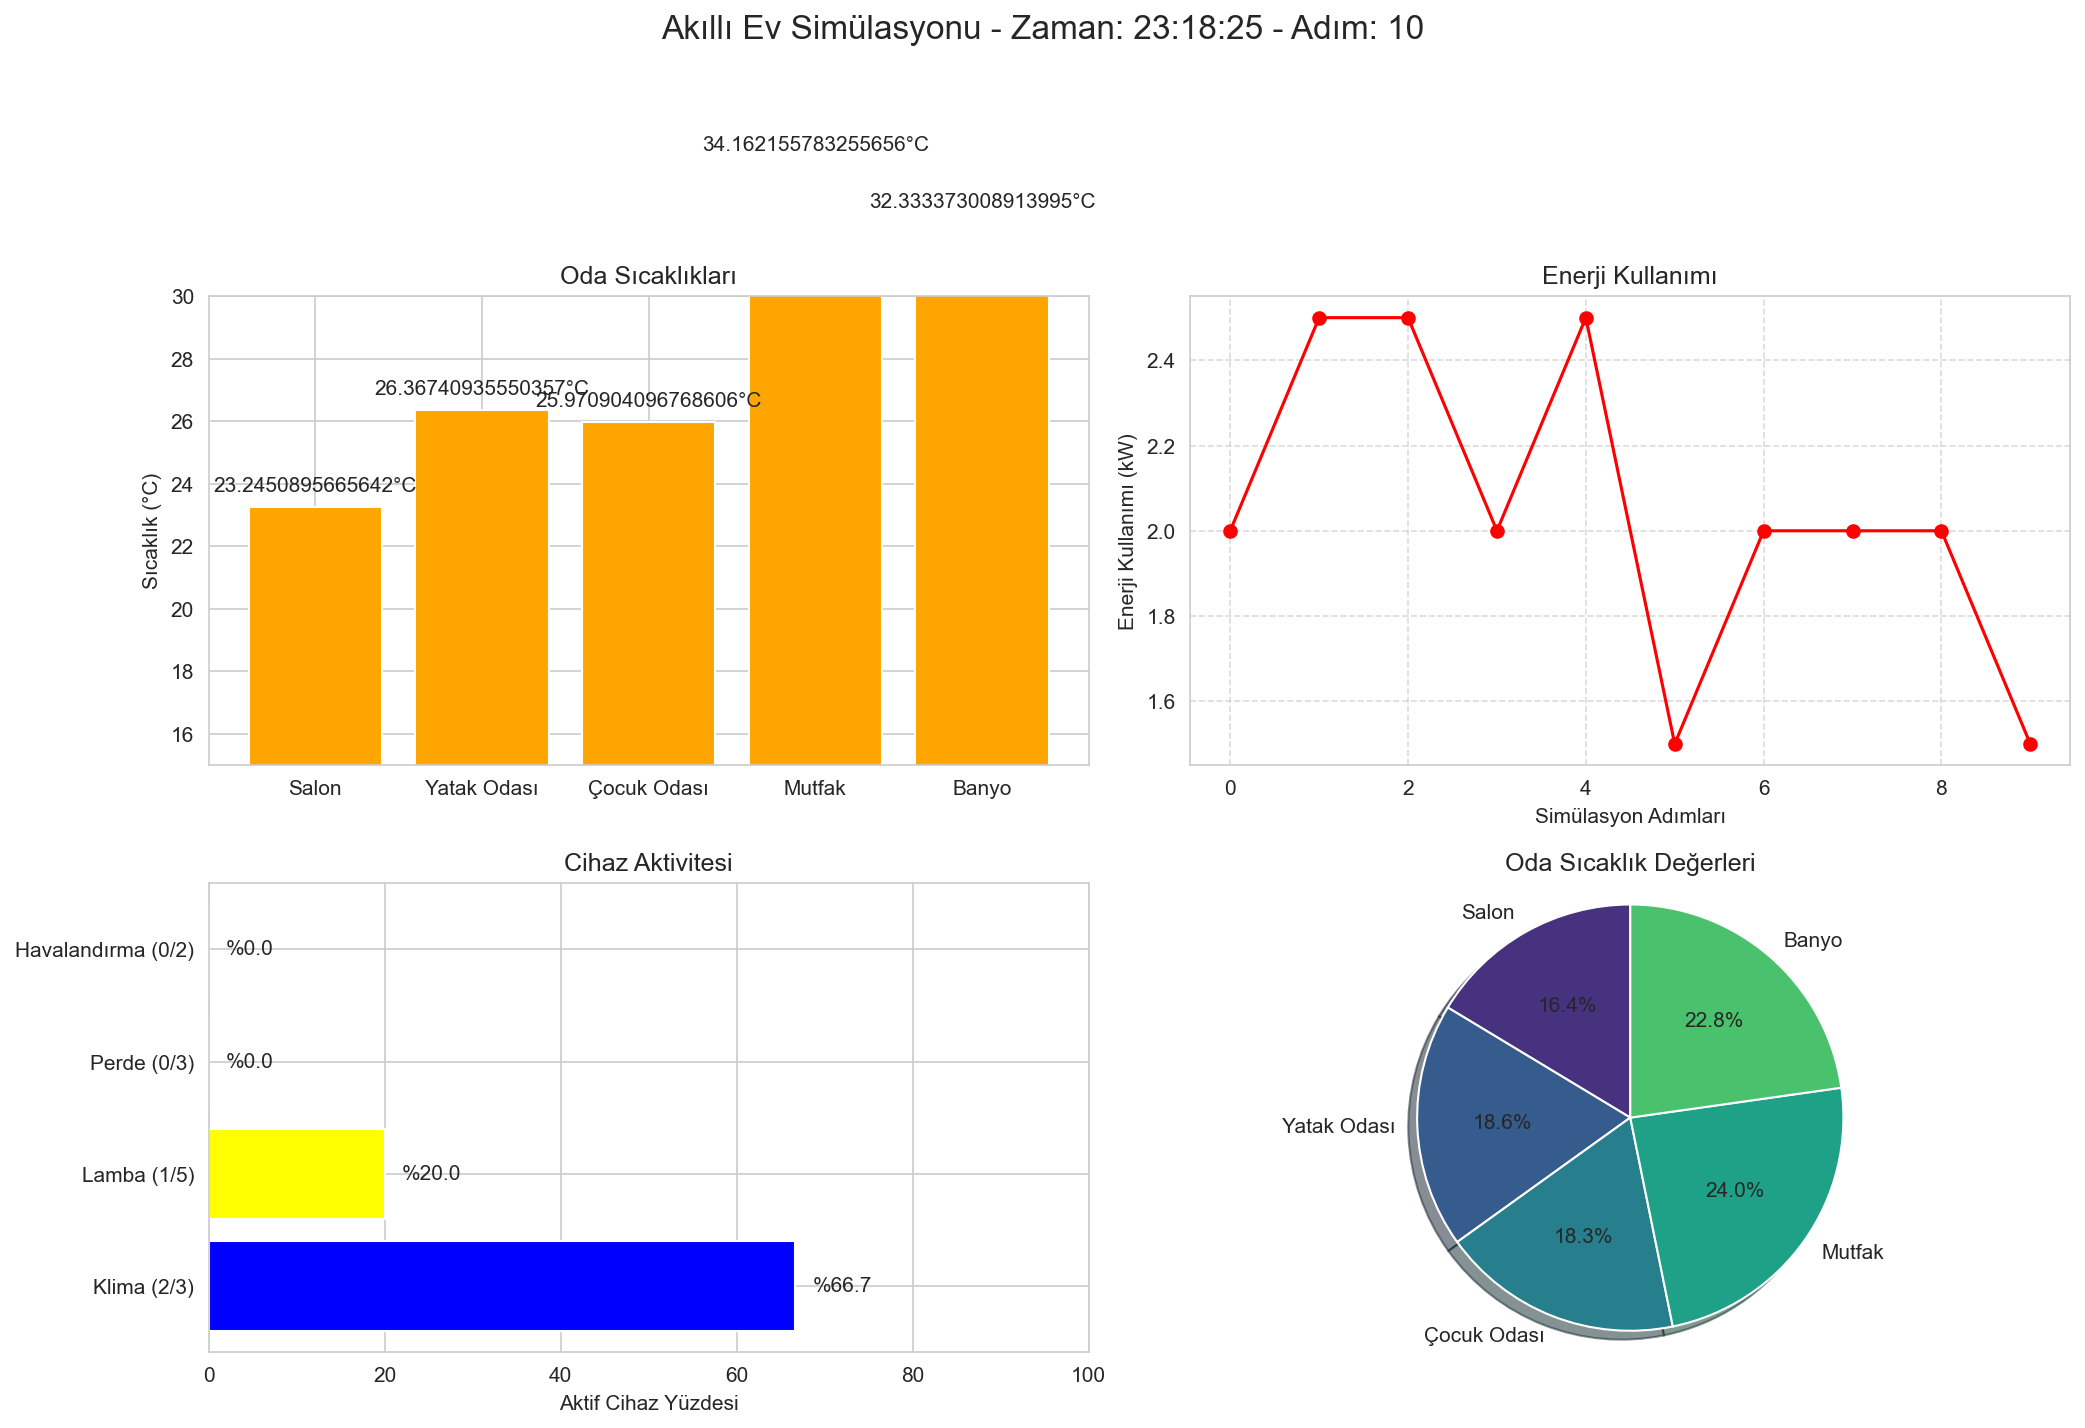 Akıllı Ev Simülasyonu - Zaman: 23:18:25 - Adım: 10
34.162155783255656°C
32.333373008913995°C
Oda Sıcaklıkları
30
28
26
24
22
20
18
16
Sıcaklık (°C)
23.2450895665642°C
26.36740935550357°C
25.970904096768606°C
Salon
Yatak Odası
Çocuk Odası
Mutfak
Banyo
Enerji Kullanımı
2.4
2.2
2.0
1.8
1.6
Enerji Kullanımı (kW)
0
2
4
6
8
Simülasyon Adımları
Cihaz Aktivitesi
Havalandırma (0/2)
%0.0
Perde (0/3)
%0.0
Lamba (1/5)
%20.0
Klima (2/3)
%66.7
0
20
40
60
80
100
Aktif Cihaz Yüzdesi
Oda Sıcaklık Değerleri
Salon
16.4%
Yatak Odası
18.6%
Çocuk Odası
18.3%
Mutfak
24.0%
Banyo
22.8%